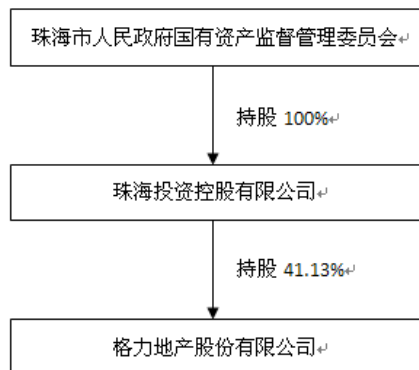 珠海市人民政府国有资产监督管理委员会
持股 100%
珠海投资控股有限公司
持股 41.13%
格力地产股份有限公司